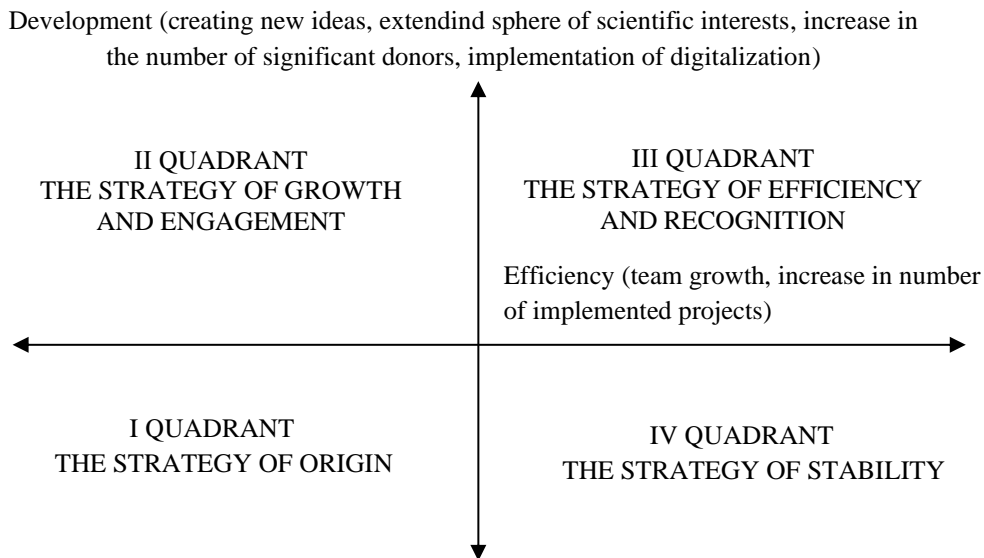 Development (creating new ideas, extendind sphere of scientific interests, increase in
the number of significant donors, implementation of digitalization)
II QUADRANT
THE STRATEGY OF GROWTH
AND ENGAGEMENT
III QUADRANT
THE STRATEGY OF EFFICIENCY
AND RECOGNITION
Efficiency (team growth, increase in number
of implemented projects)
I QUADRANT
THE STRATEGY OF ORIGIN
IV QUADRANT
THE STRATEGY OF STABILITY